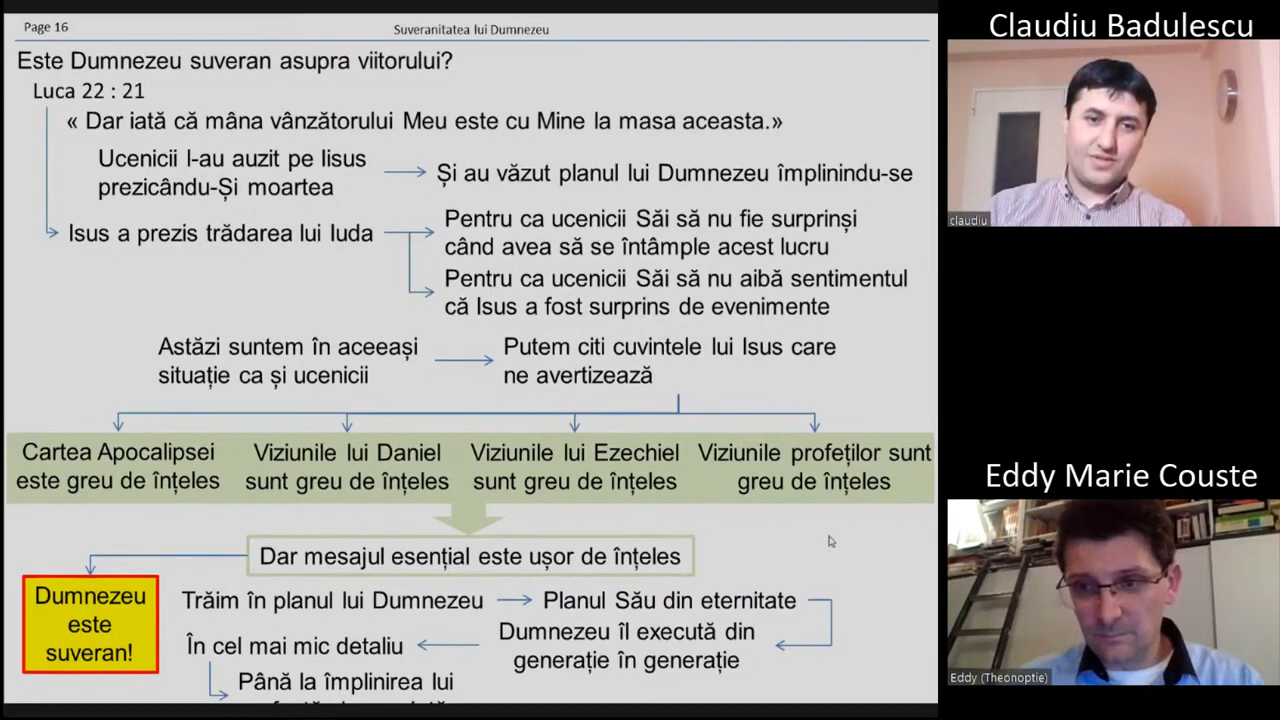 Page 16
Suveranitatea lui Dumnezeu
Este Dumnezeu suveran asupra viitorului?
Luca 22 : 21
« Dar iată că mâna vânzătorului Meu este cu Mine la masa aceasta.»
Ucenicii l-au auzit pe Iisus
prezicându-Și moartea
Și au văzut planul lui Dumnezeu împlinindu-se
Isus a prezis trădarea lui Iuda
Pentru ca ucenicii Săi să nu fie surprinși
când avea să se întâmple acest lucru
Pentru ca ucenicii Săi să nu aibă sentimentul
că Isus a fost surprins de evenimente
Astăzi suntem în aceeași
situație ca și ucenicii
Putem citi cuvintele lui Isus care
ne avertizează
Cartea Apocalipsei
este greu de înțeles
Viziunile lui Daniel
sunt greu de înțeles
Viziunile lui Ezechiel
sunt greu de înțeles
Viziunile profeților sunt
greu de înțeles
Dar mesajul esențial este ușor de înțeles
Dumnezeu
este
suveran!
Trăim în planul lui Dumnezeu
Planul Său din eternitate
Dumnezeu îl execută din
generație în generație
În cel mai mic detaliu
Până la împlinirea lui
Claudiu Badulescu
claudiu
Eddy Marie Couste
Eddy (Theonoptie)